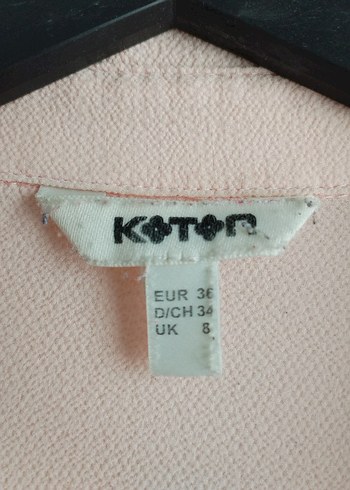 KOTON
EUR 36
D/CH 34
UK 8